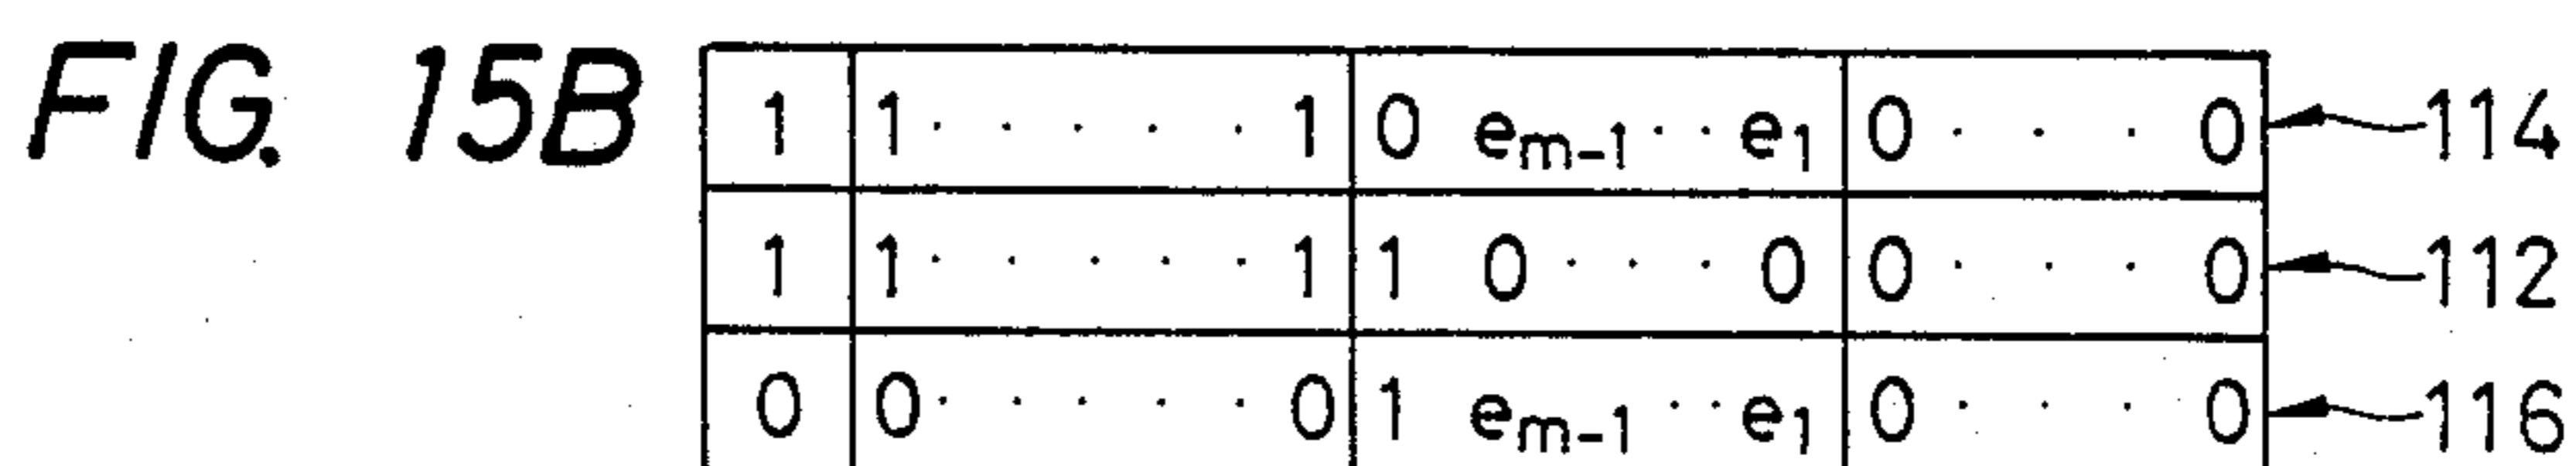 FIG. 15B 1 1 · · · · · 1 0 eₘ₋₁ · · e₁ 0 · · · 0 114
1 1 · · · · · 1 1 0 · · · 0 0 · · · 0 112
0 0 · · · · · 0 1 eₘ₋₁ · · e₁ 0 · · · 0 116